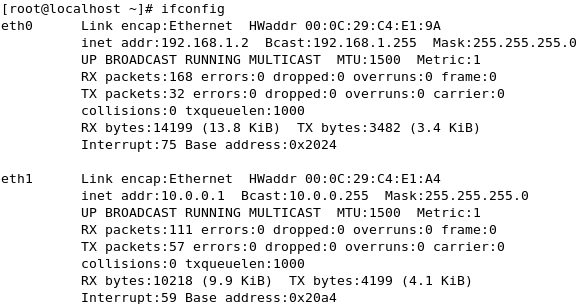 [root@localhost ~]# ifconfig
eth0      Link encap:Ethernet  HWaddr 00:0C:29:C4:E1:9A
          inet addr:192.168.1.2  Bcast:192.168.1.255  Mask:255.255.255.0
          UP BROADCAST RUNNING MULTICAST  MTU:1500  Metric:1
          RX packets:168 errors:0 dropped:0 overruns:0 frame:0
          TX packets:32 errors:0 dropped:0 overruns:0 carrier:0
          collisions:0 txqueuelen:1000
          RX bytes:14199 (13.8 KiB)  TX bytes:3482 (3.4 KiB)
          Interrupt:75 Base address:0x2024

eth1      Link encap:Ethernet  HWaddr 00:0C:29:C4:E1:A4
          inet addr:10.0.0.1  Bcast:10.0.0.255  Mask:255.255.255.0
          UP BROADCAST RUNNING MULTICAST  MTU:1500  Metric:1
          RX packets:111 errors:0 dropped:0 overruns:0 frame:0
          TX packets:57 errors:0 dropped:0 overruns:0 carrier:0
          collisions:0 txqueuelen:1000
          RX bytes:10218 (9.9 KiB)  TX bytes:4199 (4.1 KiB)
          Interrupt:59 Base address:0x20a4